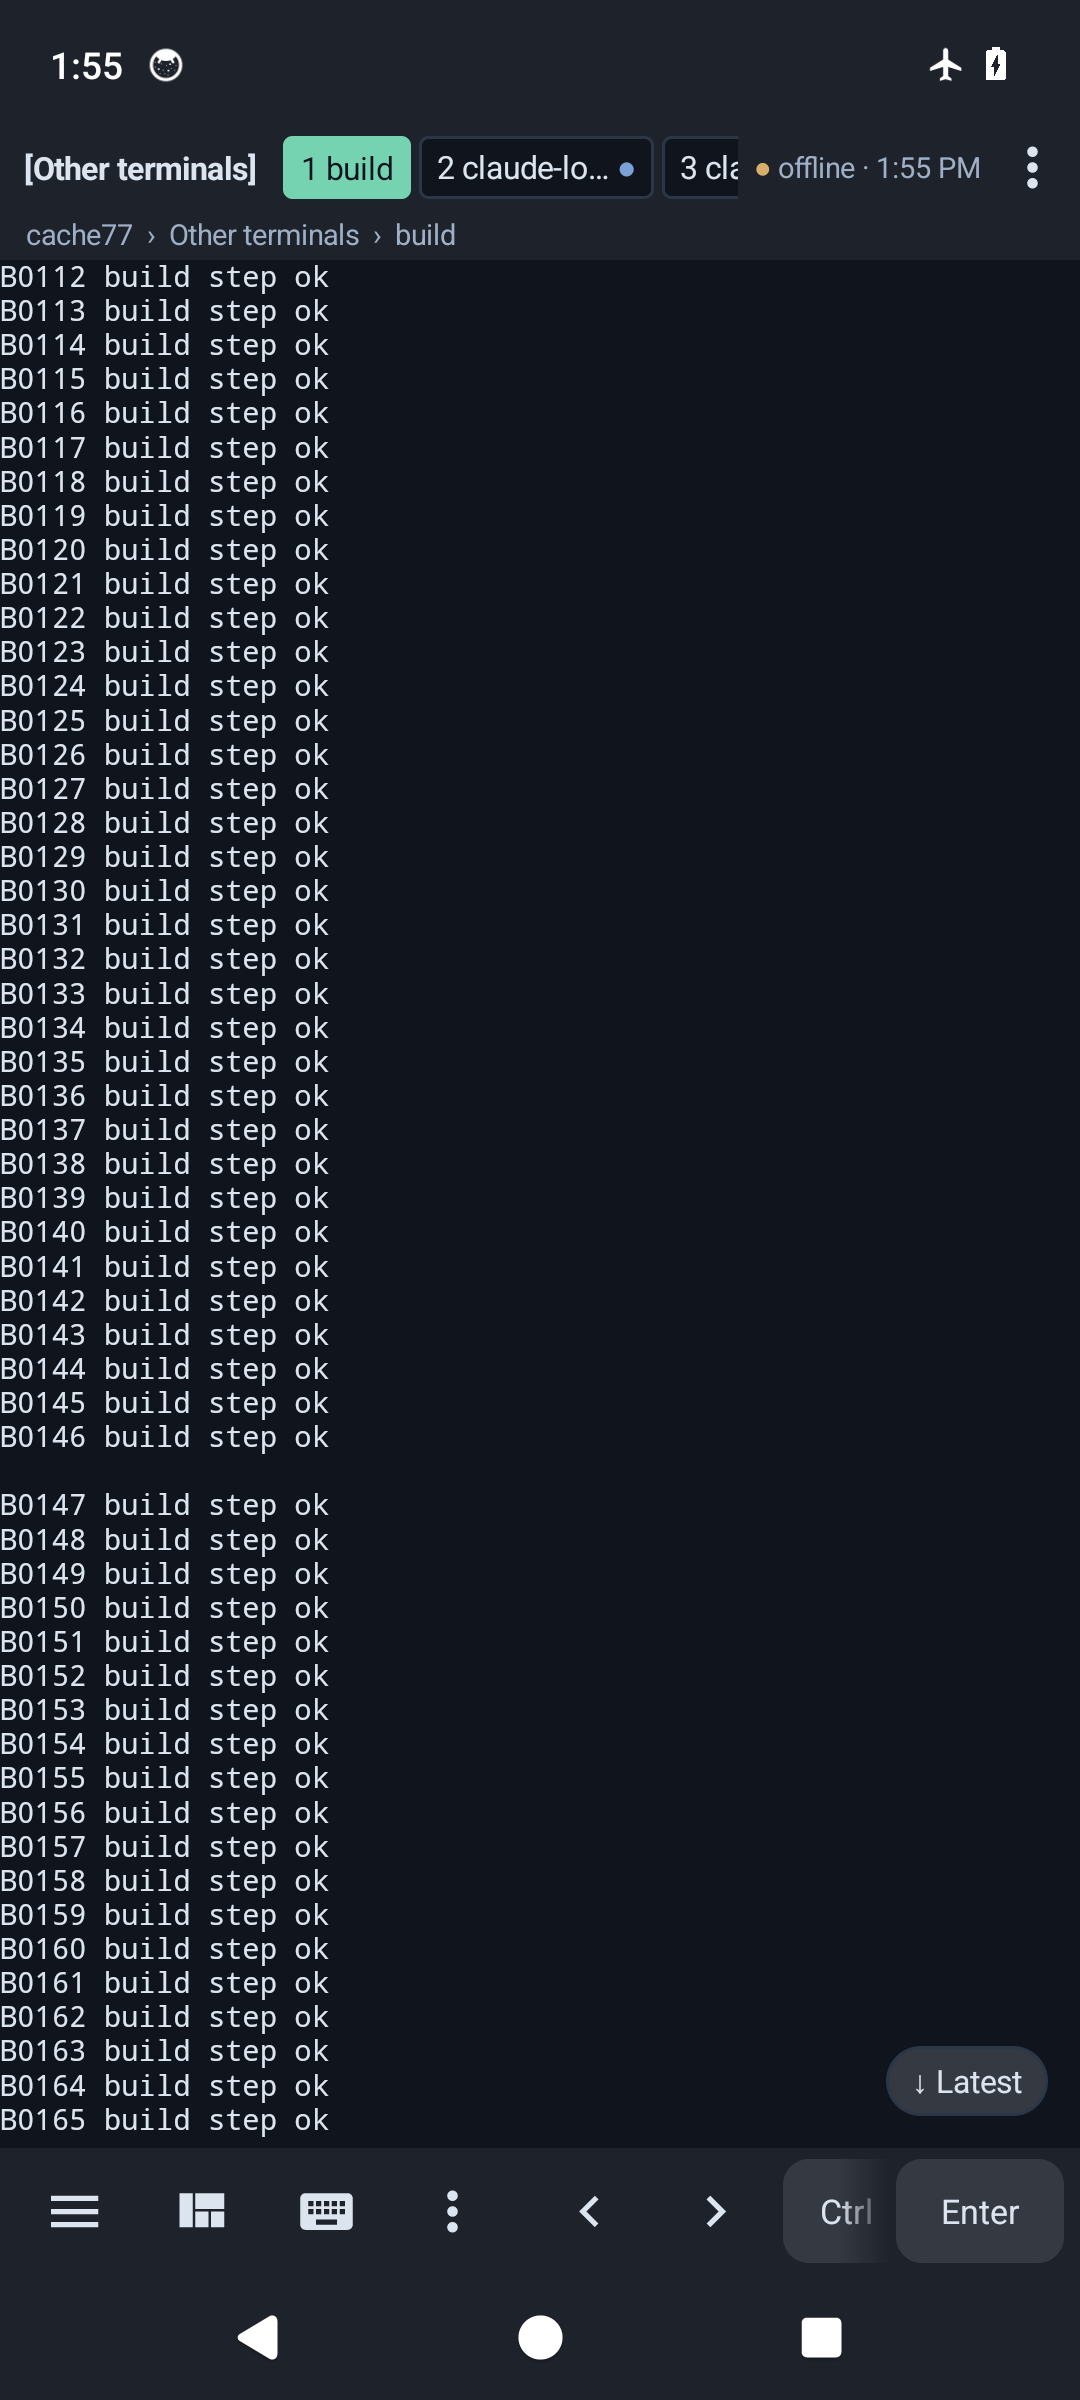 1:55
[Other terminals] 1 build 2 claude-lo... 3 cla offline · 1:55 PM
cache77 › Other terminals › build
B0112 build step ok
B0113 build step ok
B0114 build step ok
B0115 build step ok
B0116 build step ok
B0117 build step ok
B0118 build step ok
B0119 build step ok
B0120 build step ok
B0121 build step ok
B0122 build step ok
B0123 build step ok
B0124 build step ok
B0125 build step ok
B0126 build step ok
B0127 build step ok
B0128 build step ok
B0129 build step ok
B0130 build step ok
B0131 build step ok
B0132 build step ok
B0133 build step ok
B0134 build step ok
B0135 build step ok
B0136 build step ok
B0137 build step ok
B0138 build step ok
B0139 build step ok
B0140 build step ok
B0141 build step ok
B0142 build step ok
B0143 build step ok
B0144 build step ok
B0145 build step ok
B0146 build step ok
B0147 build step ok
B0148 build step ok
B0149 build step ok
B0150 build step ok
B0151 build step ok
B0152 build step ok
B0153 build step ok
B0154 build step ok
B0155 build step ok
B0156 build step ok
B0157 build step ok
B0158 build step ok
B0159 build step ok
B0160 build step ok
B0161 build step ok
B0162 build step ok
B0163 build step ok
B0164 build step ok
B0165 build step ok
↓ Latest
Ctrl Enter